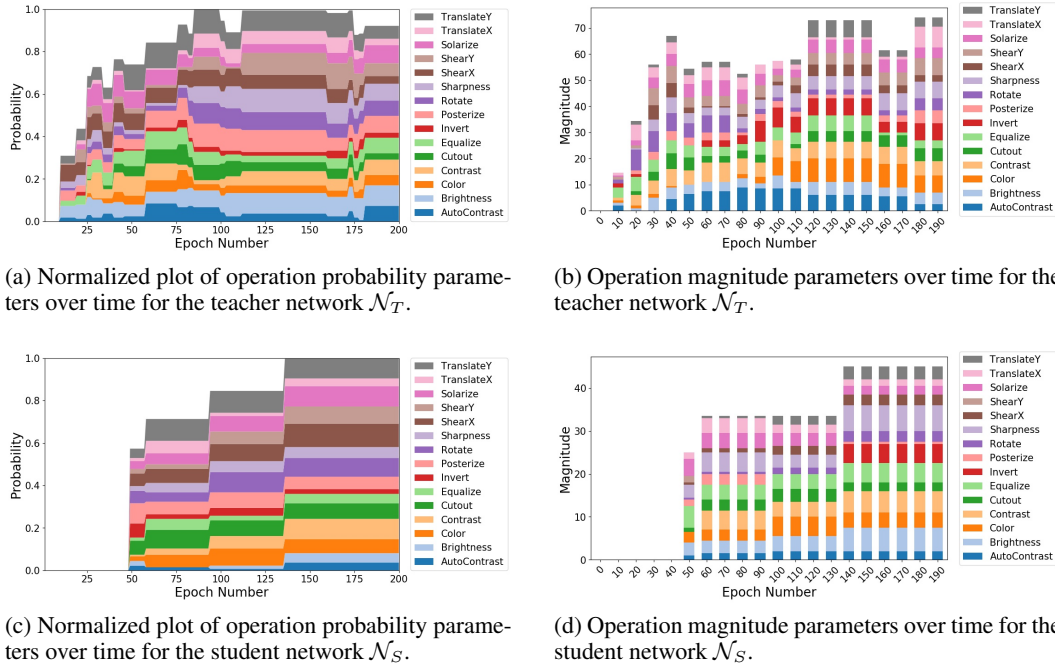 1.0
0.8
0.6
0.4
0.2
0.0
Probability
25
50
75
100
125
150
175
200
Epoch Number
TranslateY
TranslateX
Solarize
ShearY
ShearX
Sharpness
Rotate
Posterize
Invert
Equalize
Cutout
Contrast
Color
Brightness
AutoContrast
70
60
50
40
30
20
10
0
Magnitude
0 10 20 30 40 50 60 70 80 90 100 110 120 130 140 150 160 170 180 190
Epoch Number
TranslateY
TranslateX
Solarize
ShearY
ShearX
Sharpness
Rotate
Posterize
Invert
Equalize
Cutout
Contrast
Color
Brightness
AutoContrast
(a) Normalized plot of operation probability parame-
ters over time for the teacher network N_T.
(b) Operation magnitude parameters over time for the
teacher network N_T.
1.0
0.8
0.6
0.4
0.2
0.0
Probability
25
50
75
100
125
150
175
200
Epoch Number
TranslateY
TranslateX
Solarize
ShearY
ShearX
Sharpness
Rotate
Posterize
Invert
Equalize
Cutout
Contrast
Color
Brightness
AutoContrast
40
30
20
10
0
Magnitude
0 10 20 30 40 50 60 70 80 90 100 110 120 130 140 150 160 170 180 190
Epoch Number
TranslateY
TranslateX
Solarize
ShearY
ShearX
Sharpness
Rotate
Posterize
Invert
Equalize
Cutout
Contrast
Color
Brightness
AutoContrast
(c) Normalized plot of operation probability parame-
ters over time for the student network N_S.
(d) Operation magnitude parameters over time for the
student network N_S.